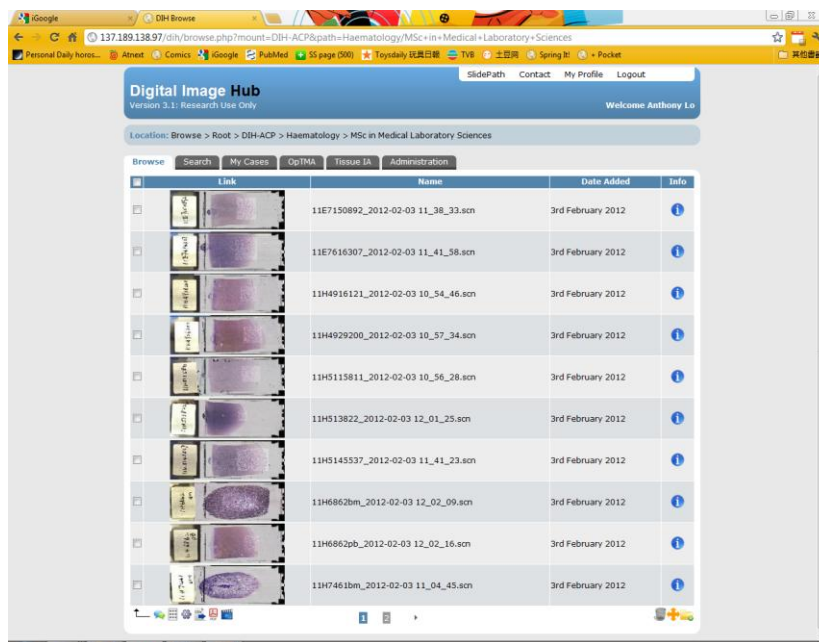 iGoogle
DIH Browse
137.189.138.97/dih/browse.php?mount=DIH-ACP&path=Haematology/MSc+in+Medical+Laboratory+Sciences
Personal Daily horos...
Atnext
Comics
iGoogle
PubMed
SS page (500)
Toysdaily 玩具日報
TVB
土豆网
Spring It!
+ Pocket
SlidePath Contact My Profile Logout
Digital Image Hub
Version 3.1: Research Use Only
Welcome Anthony Lo
Location: Browse > Root > DIH-ACP > Haematology > MSc in Medical Laboratory Sciences
Browse Search My Cases OpTMA Tissue IA Administration
Link Name Date Added Info
11E7150892_2012-02-03 11_38_33.scn 3rd February 2012
11E7616307_2012-02-03 11_41_58.scn 3rd February 2012
11H4916121_2012-02-03 10_54_46.scn 3rd February 2012
11H4929200_2012-02-03 10_57_34.scn 3rd February 2012
11H5115811_2012-02-03 10_56_28.scn 3rd February 2012
11H513822_2012-02-03 12_01_25.scn 3rd February 2012
11H5145537_2012-02-03 11_41_23.scn 3rd February 2012
11H6862bm_2012-02-03 12_02_09.scn 3rd February 2012
11H6862pb_2012-02-03 12_02_16.scn 3rd February 2012
11H7461bm_2012-02-03 11_04_45.scn 3rd February 2012
1 2